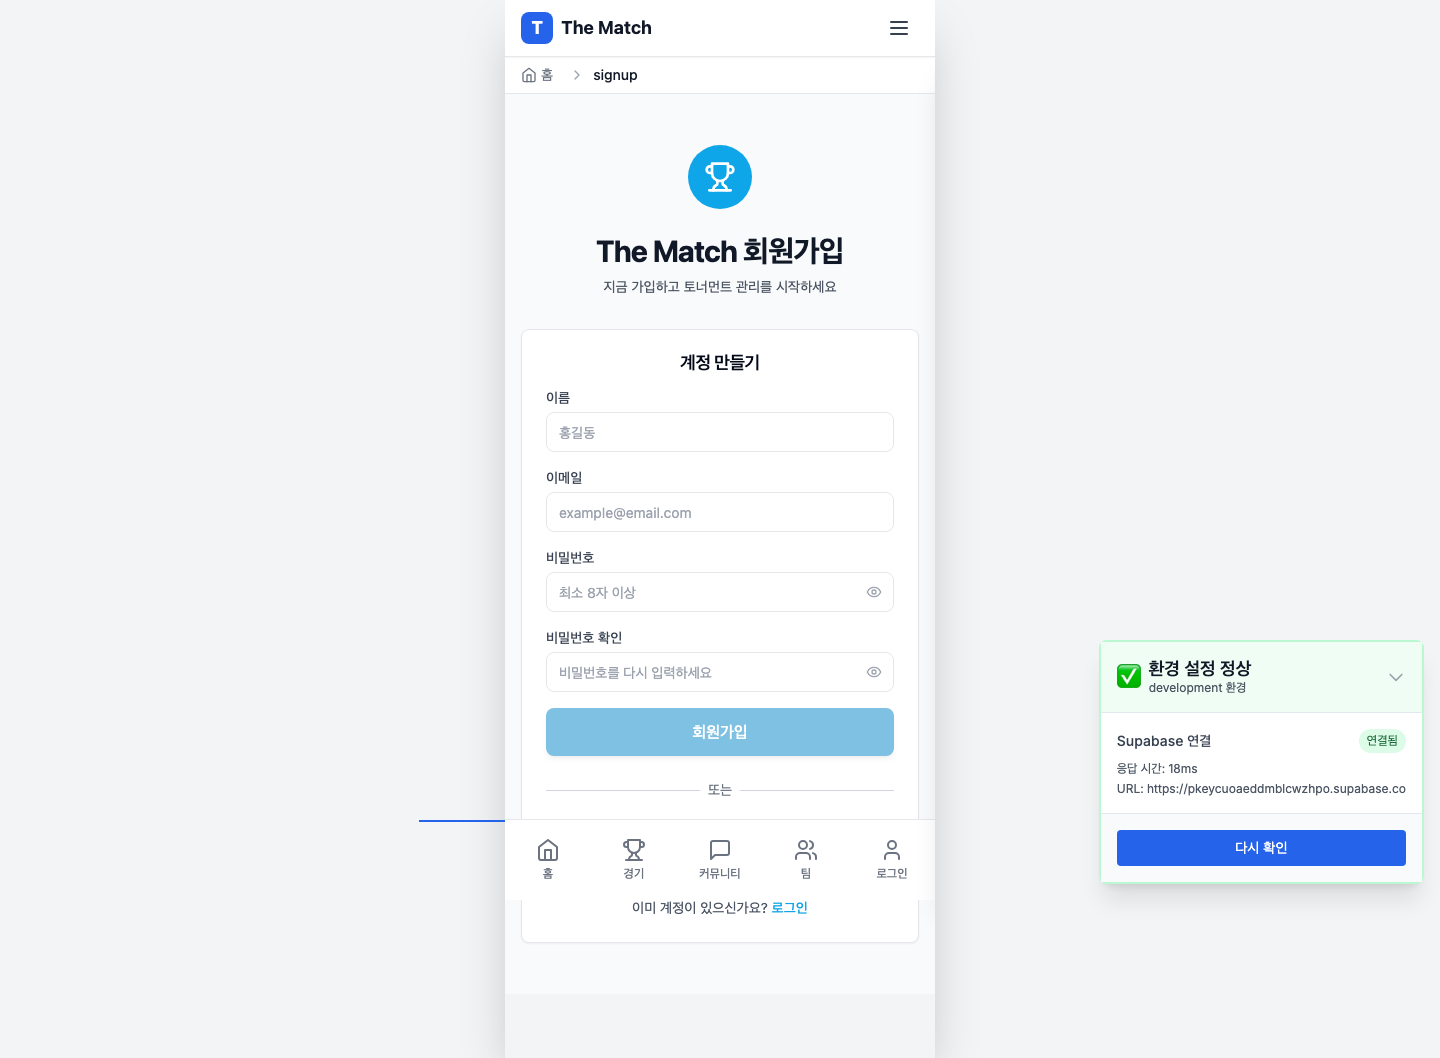 T The Match
홈 signup
The Match 회원가입
지금 가입하고 토너먼트 관리를 시작하세요
계정 만들기
이름
홍길동
이메일
example@email.com
비밀번호
최소 8자 이상
비밀번호 확인
비밀번호를 다시 입력하세요
회원가입
또는
홈 경기 커뮤니티 팀 로그인
이미 계정이 있으신가요? 로그인
환경 설정 정상
development 환경
Supabase 연결 연결됨
응답 시간: 18ms
URL: https://pkeycuoaeddmblcwzhpo.supabase.co
다시 확인